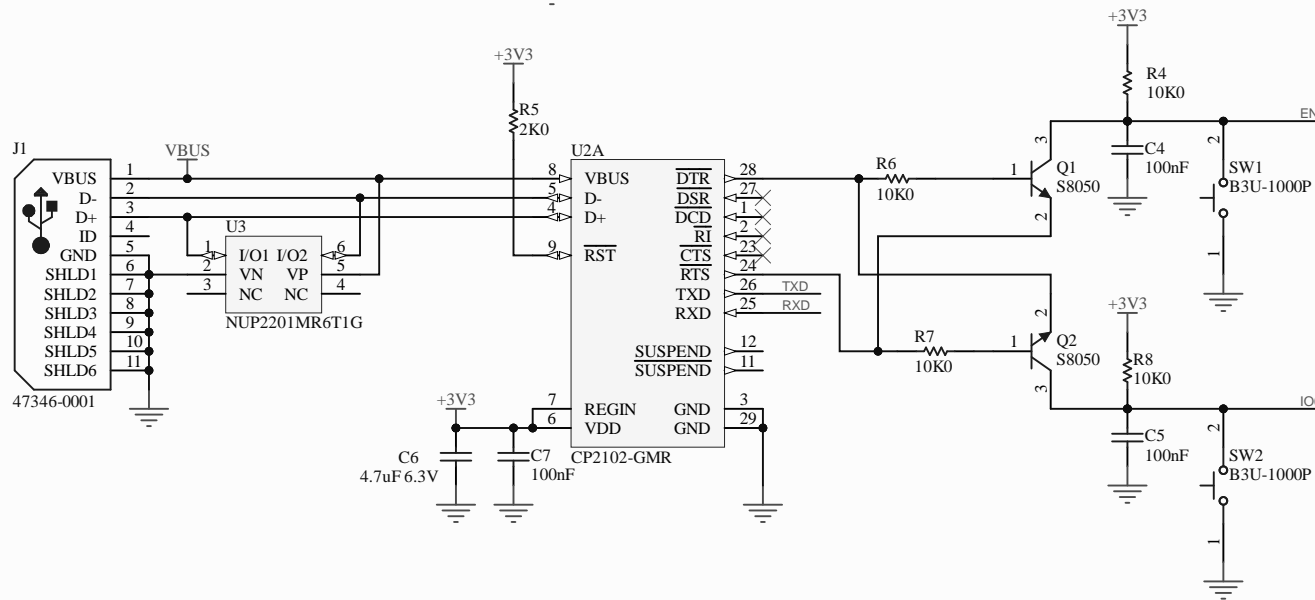 +3V3
R4
10K0
EN
C4
100nF
SW1
B3U-1000P
2
1
3
1
2
Q1
S8050
R6
10K0
+3V3
R5
2K0
J1
VBUS
VBUS 1
D- 2
D+ 3
ID 4
GND 5
SHLD1 6
SHLD2 7
SHLD3 8
SHLD4 9
SHLD5 10
SHLD6 11
47346-0001
U3
1 I/O1 I/O2 6
2 VN VP 5
3 NC NC 4
NUP2201MR6T1G
U2A
8 VBUS DTR 28
5 D- DSR 27
4 D+ DCD 1
RI 2
9 RST CTS 23
RTS 24
TXD 26 TXD
RXD 25 RXD
SUSPEND 12
SUSPEND 11
7 REGIN GND 3
6 VDD GND 29
CP2102-GMR
+3V3
C6
4.7uF 6.3V
C7
100nF
R7
10K0
2
1
3
Q2
S8050
+3V3
R8
10K0
C5
100nF
2
SW2
B3U-1000P
1